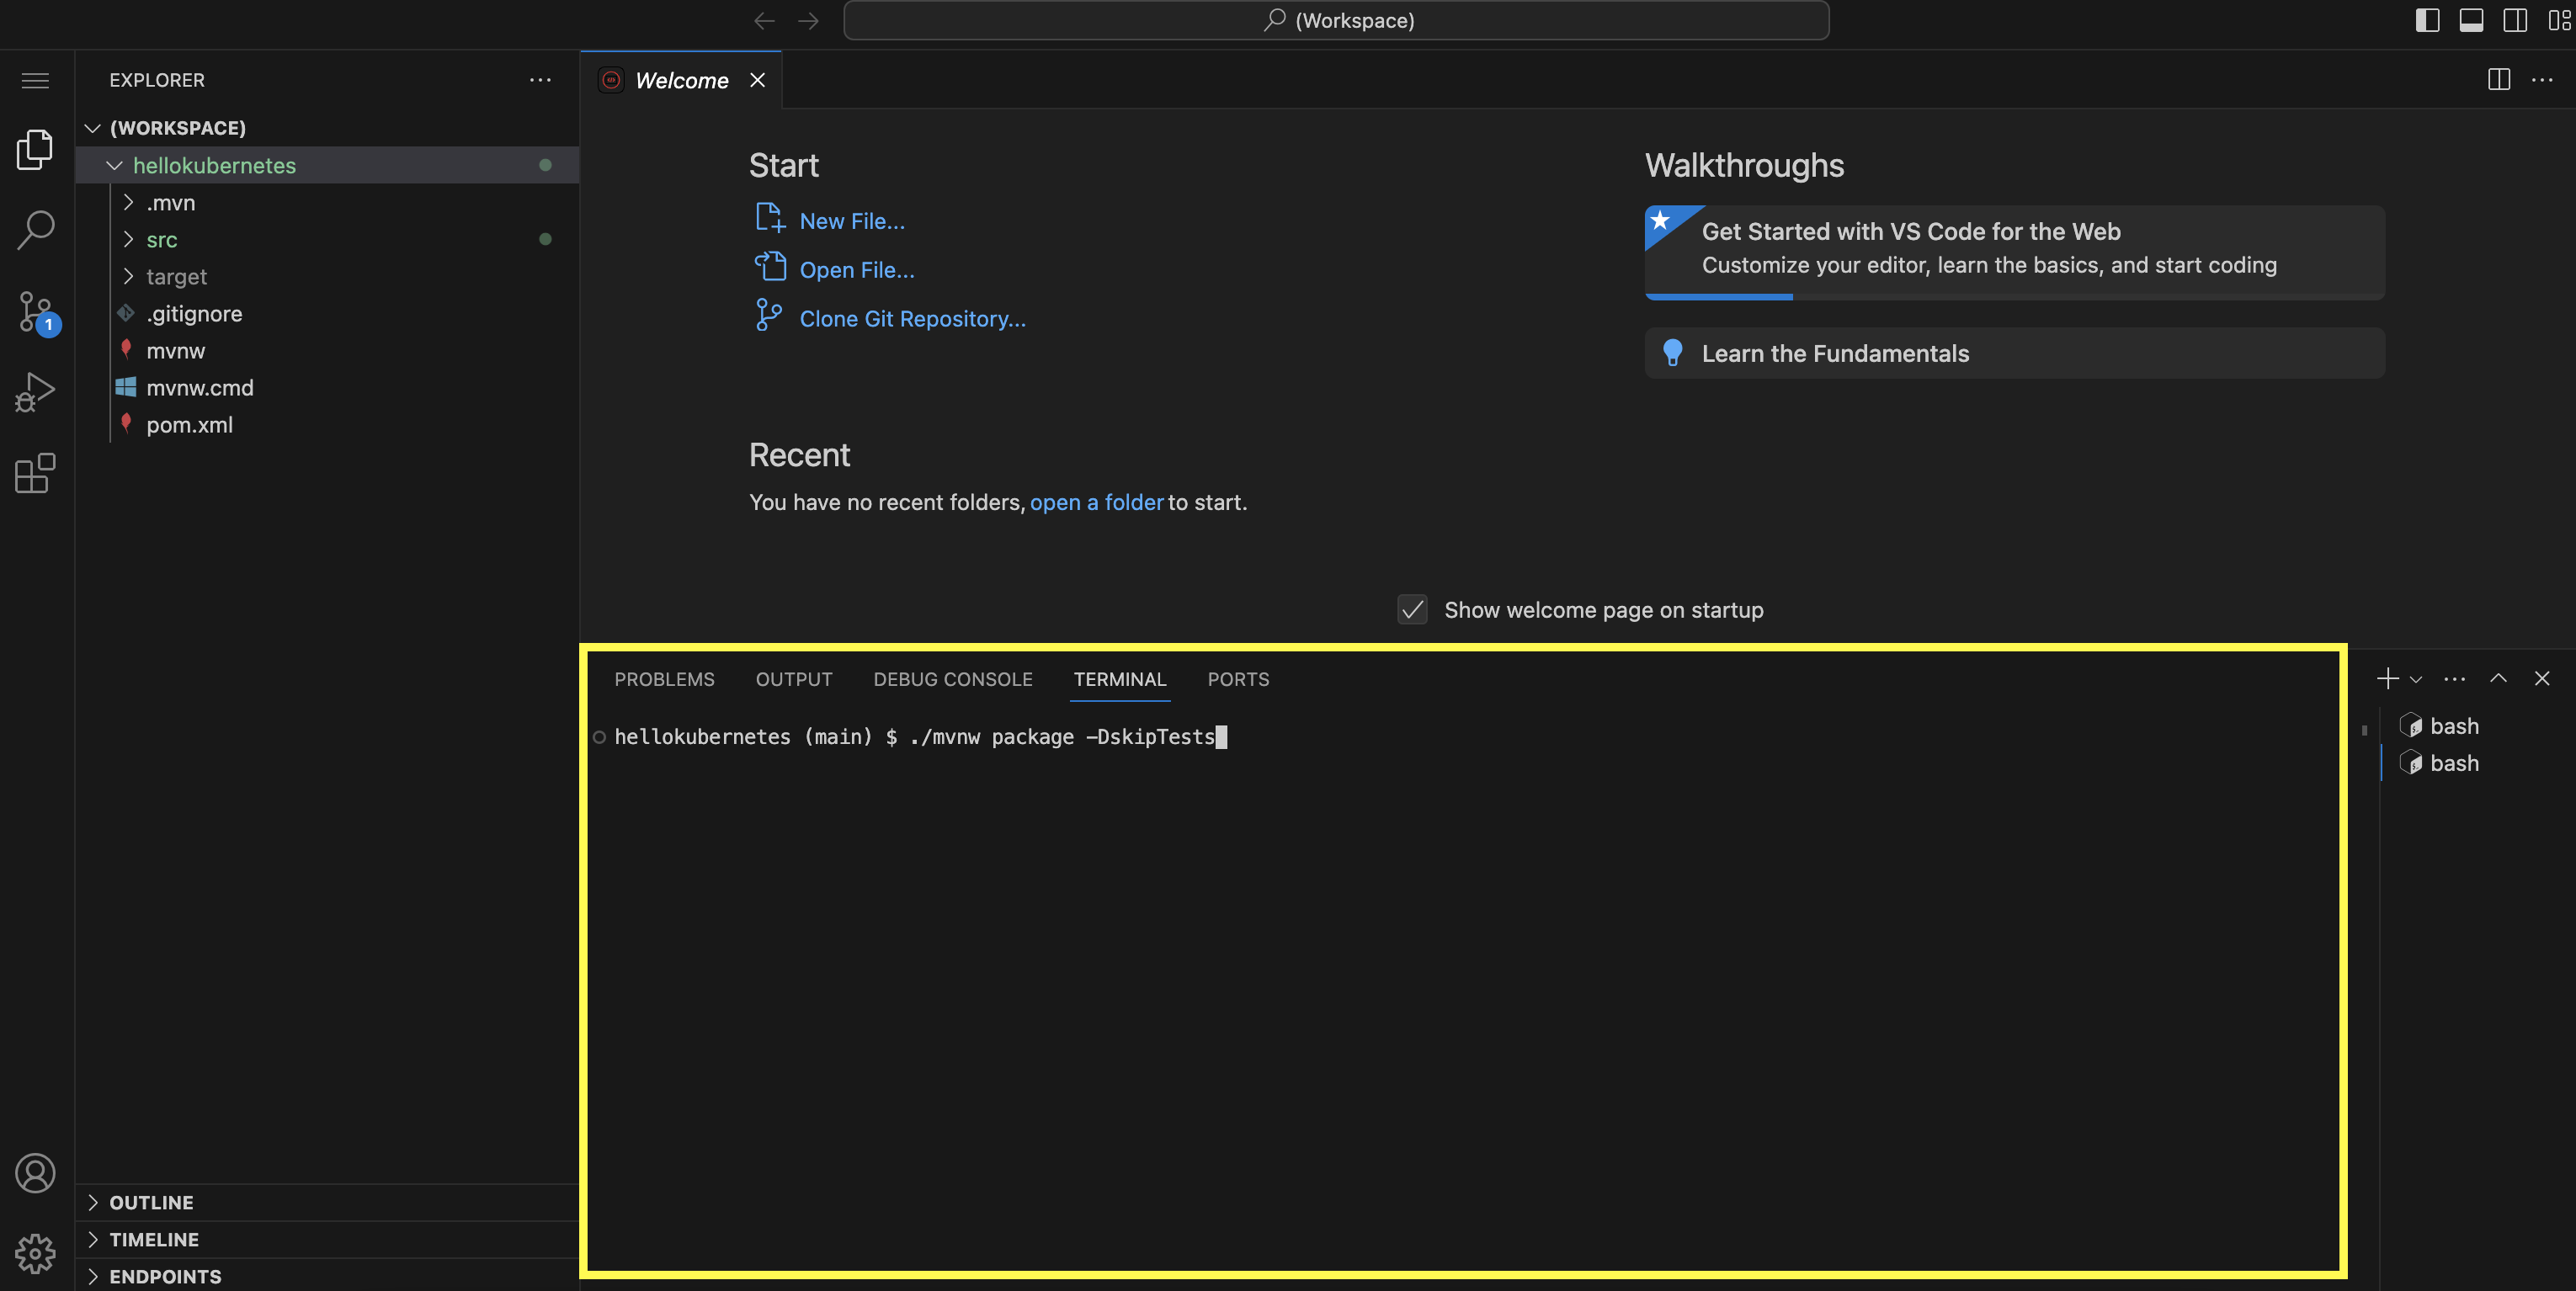 (Workspace)
EXPLORER
(WORKSPACE)
hellokubernetes
.mvn
src
target
.gitignore
1
mvnw
mvnw.cmd
pom.xml
OUTLINE
TIMELINE
ENDPOINTS
Welcome
Start
New File...
Open File...
Clone Git Repository...
Recent
You have no recent folders, open a folder to start.
Walkthroughs
Get Started with VS Code for the Web
Customize your editor, learn the basics, and start coding
Learn the Fundamentals
Show welcome page on startup
PROBLEMS OUTPUT DEBUG CONSOLE TERMINAL PORTS
hellokubernetes (main) $ ./mvnw package -DskipTests
bash
bash